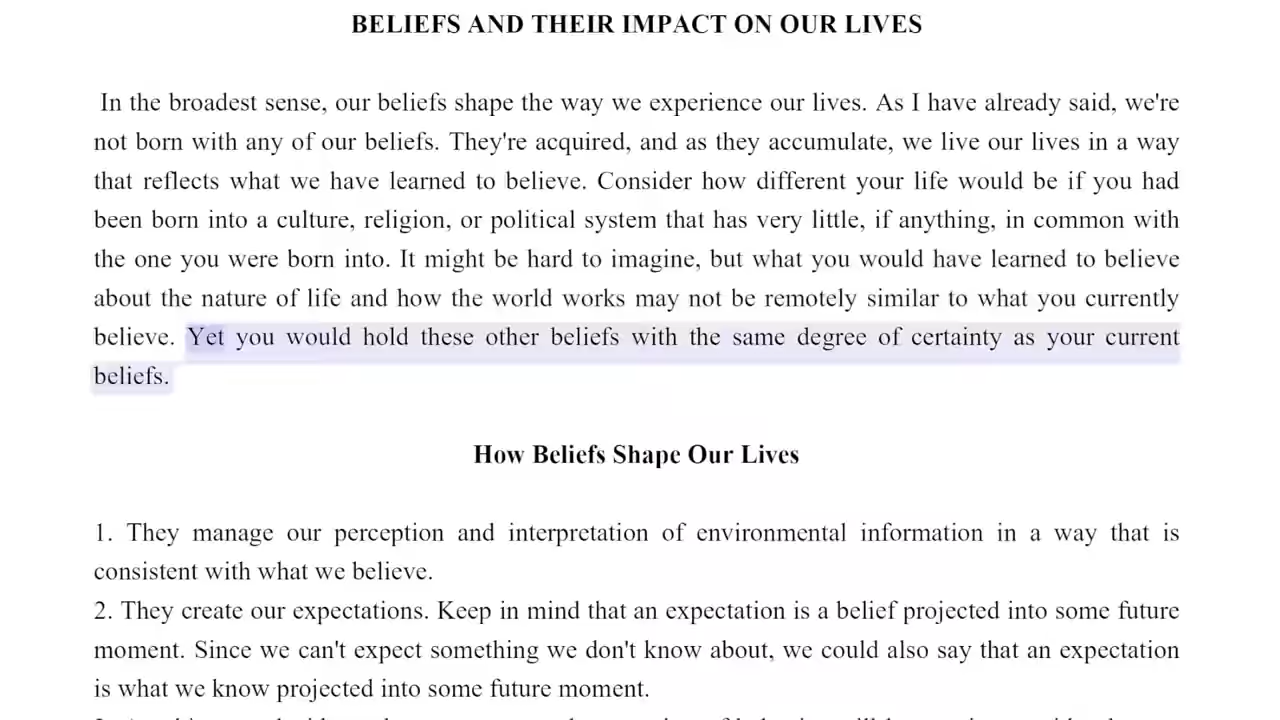 BELIEFS AND THEIR IMPACT ON OUR LIVES
In the broadest sense, our beliefs shape the way we experience our lives. As I have already said, we're
not born with any of our beliefs. They're acquired, and as they accumulate, we live our lives in a way
that reflects what we have learned to believe. Consider how different your life would be if you had
been born into a culture, religion, or political system that has very little, if anything, in common with
the one you were born into. It might be hard to imagine, but what you would have learned to believe
about the nature of life and how the world works may not be remotely similar to what you currently
believe. Yet you would hold these other beliefs with the same degree of certainty as your current
beliefs.
How Beliefs Shape Our Lives
1. They manage our perception and interpretation of environmental information in a way that is
consistent with what we believe.
2. They create our expectations. Keep in mind that an expectation is a belief projected into some future
moment. Since we can't expect something we don't know about, we could also say that an expectation
is what we know projected into some future moment.